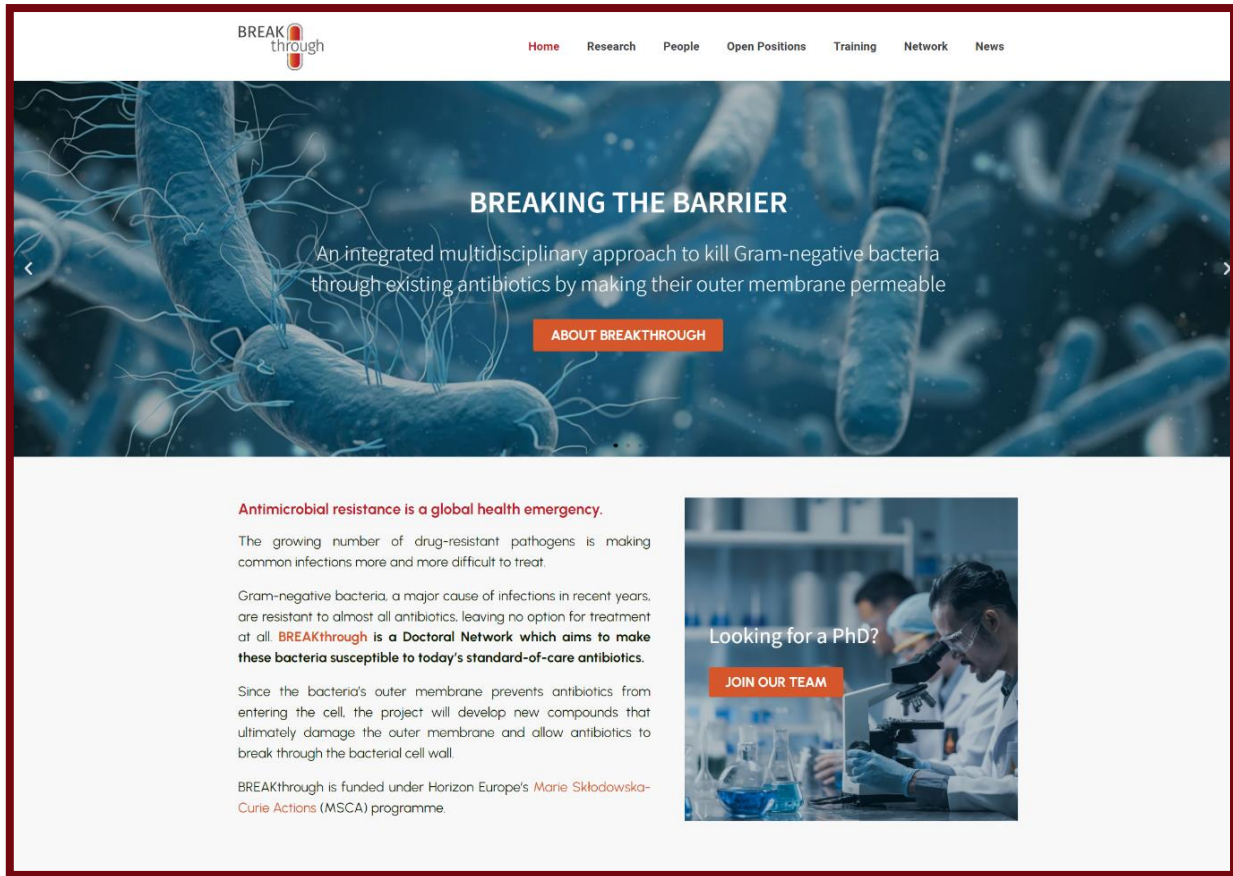 BREAK
through
Home Research People Open Positions Training Network News
BREAKING THE BARRIER
An integrated multidisciplinary approach to kill Gram-negative bacteria
through existing antibiotics by making their outer membrane permeable
ABOUT BREAKTHROUGH
Antimicrobial resistance is a global health emergency.
The growing number of drug-resistant pathogens is making
common infections more and more difficult to treat.
Gram-negative bacteria, a major cause of infections in recent years,
are resistant to almost all antibiotics, leaving no option for treatment
at all. BREAKthrough is a Doctoral Network which aims to make
these bacteria susceptible to today's standard-of-care antibiotics.
Since the bacteria's outer membrane prevents antibiotics from
entering the cell, the project will develop new compounds that
ultimately damage the outer membrane and allow antibiotics to
break through the bacterial cell wall.
BREAKthrough is funded under Horizon Europe's Marie Skłodowska-
Curie Actions (MSCA) programme.
Looking for a PhD?
JOIN OUR TEAM